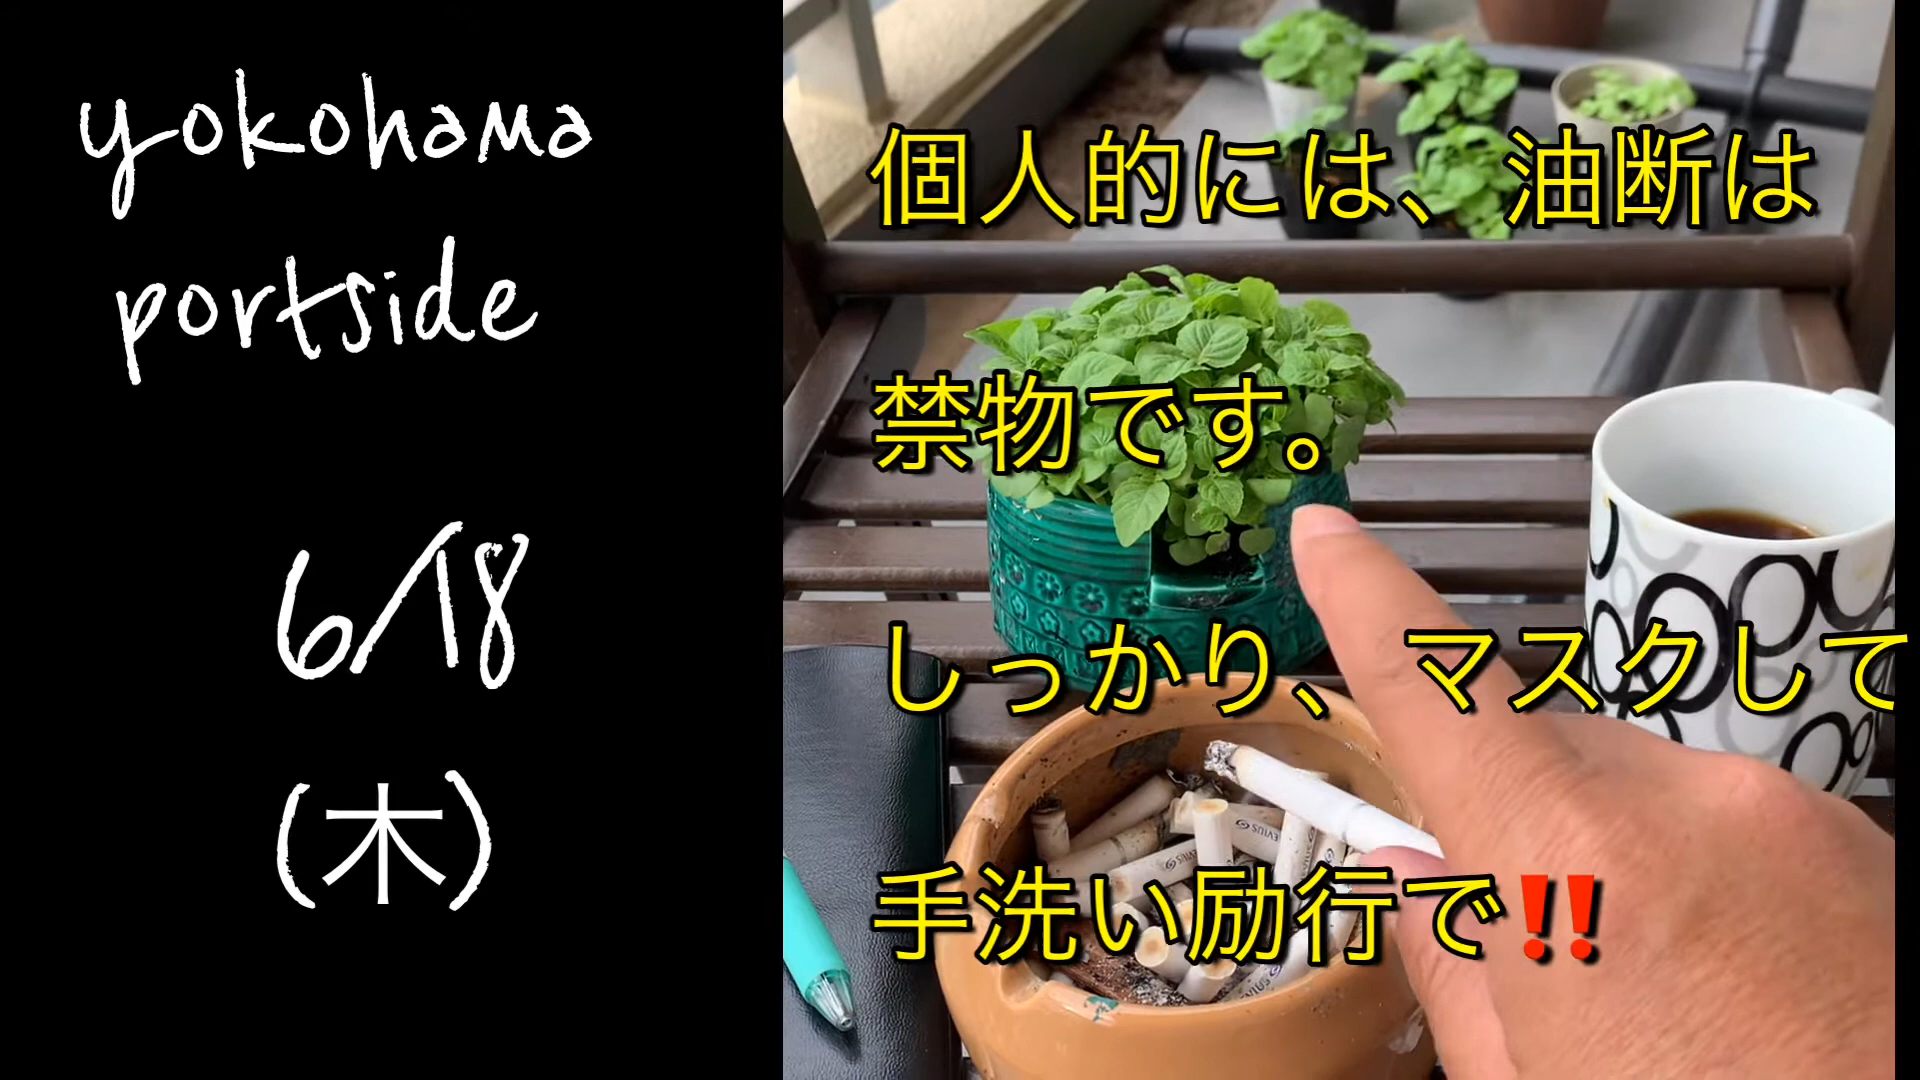 yokohama
portside
6/18
(木)
個人的には、油断は
禁物です。
しっかり、マスクして
手洗い励行で‼️